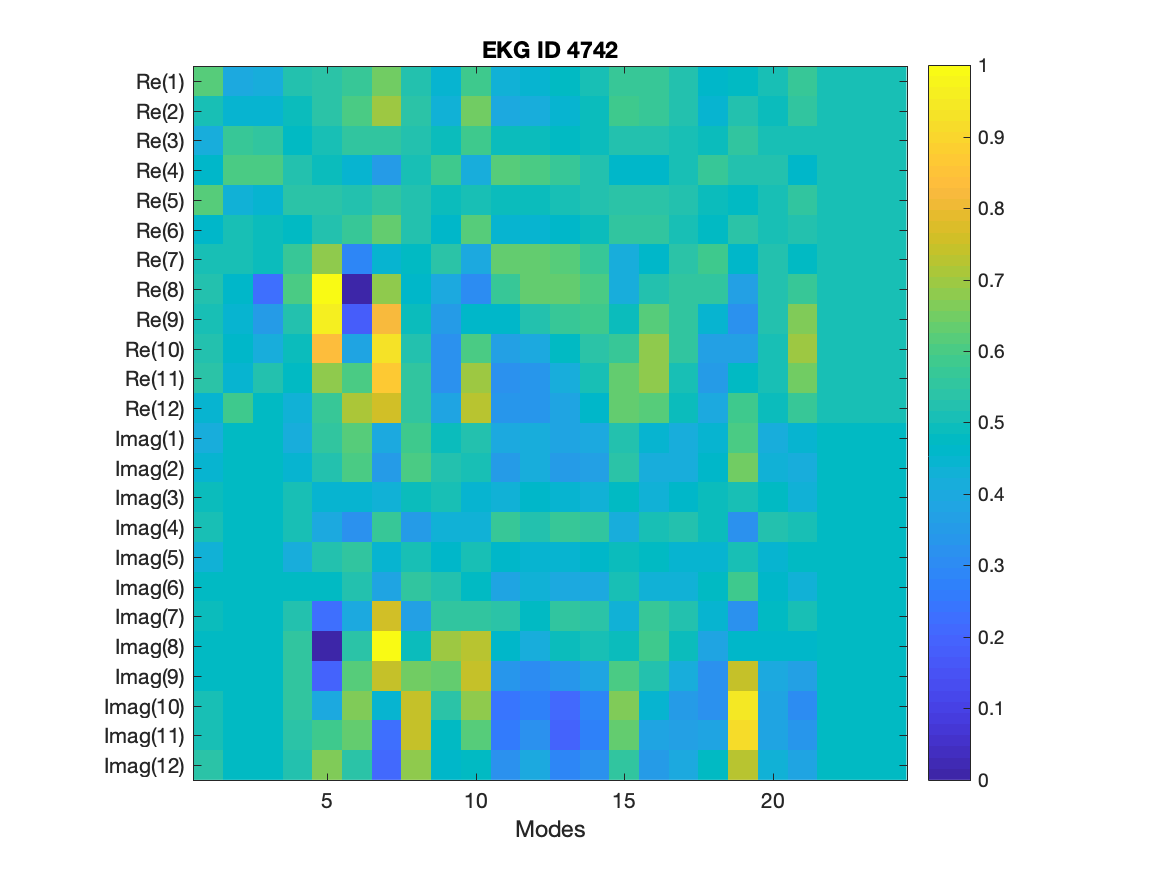 EKG ID 4742
Re(1)
Re(2)
Re(3)
Re(4)
Re(5)
Re(6)
Re(7)
Re(8)
Re(9)
Re(10)
Re(11)
Re(12)
Imag(1)
Imag(2)
Imag(3)
Imag(4)
Imag(5)
Imag(6)
Imag(7)
Imag(8)
Imag(9)
Imag(10)
Imag(11)
Imag(12)
5 10 15 20
Modes
1
0.9
0.8
0.7
0.6
0.5
0.4
0.3
0.2
0.1
0